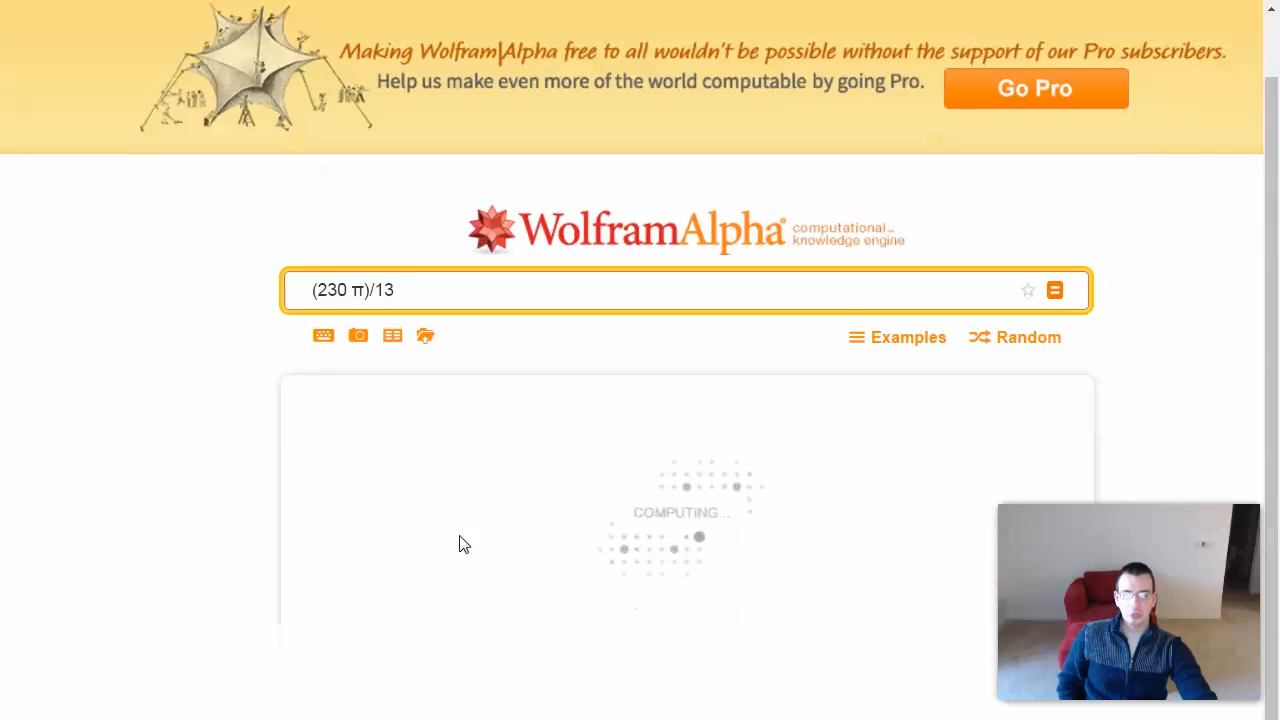 Making Wolfram|Alpha free to all wouldn't be possible without the support of our Pro subscribers.
Help us make even more of the world computable by going Pro.
Go Pro
WolframAlpha computational...
knowledge engine
(230 π)/13
Examples
Random
COMPUTING...